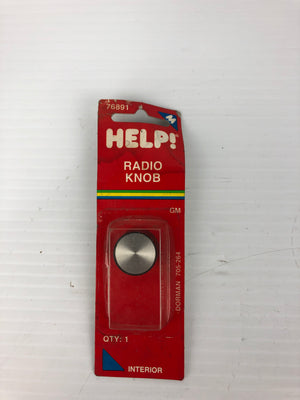 76891
M
HELP!
RADIO
KNOB
GM
DORMAN 705-264
QTY: 1
INTERIOR